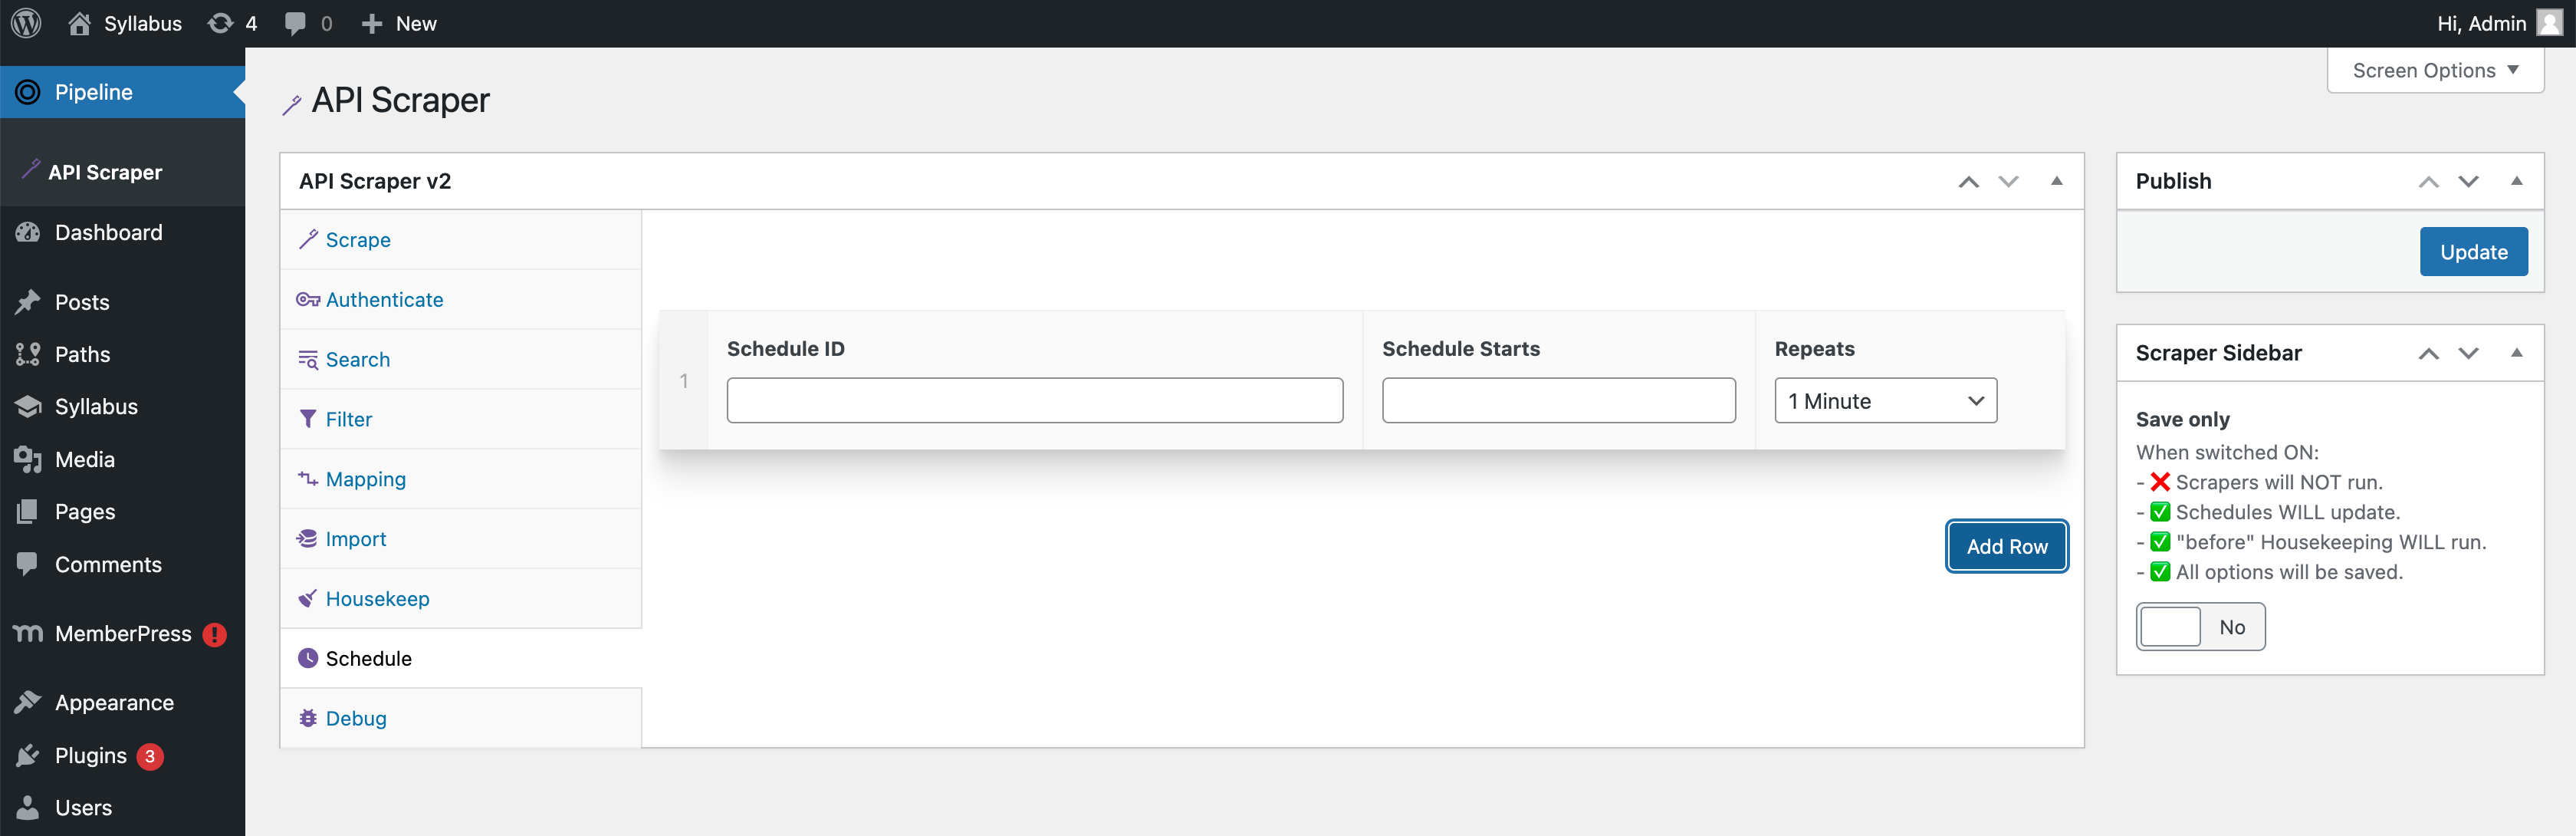 Syllabus 4 0 New Hi, Admin
Screen Options
Pipeline
API Scraper
Dashboard
Posts
Paths
Syllabus
Media
Pages
Comments
MemberPress !
Appearance
Plugins 3
Users
API Scraper
API Scraper v2
Scrape
Authenticate
Search
Filter
Mapping
Import
Housekeep
Schedule
Debug
Schedule ID Schedule Starts Repeats
1 1 Minute
Add Row
Publish
Update
Scraper Sidebar
Save only
When switched ON:
- ❌ Scrapers will NOT run.
- ✅ Schedules WILL update.
- ✅ "before" Housekeeping WILL run.
- ✅ All options will be saved.
No